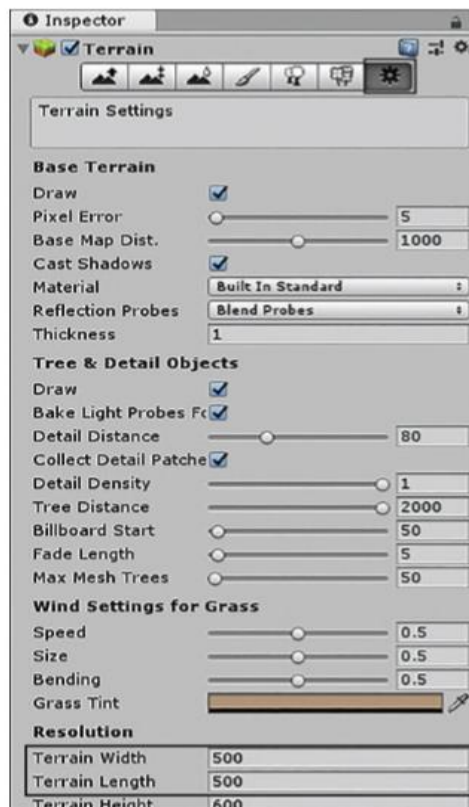 Inspector
Terrain
Terrain Settings
Base Terrain
Draw
Pixel Error 5
Base Map Dist. 1000
Cast Shadows
Material Built In Standard
Reflection Probes Blend Probes
Thickness 1
Tree & Detail Objects
Draw
Bake Light Probes Fo
Detail Distance 80
Collect Detail Patche
Detail Density 1
Tree Distance 2000
Billboard Start 50
Fade Length 5
Max Mesh Trees 50
Wind Settings for Grass
Speed 0.5
Size 0.5
Bending 0.5
Grass Tint
Resolution
Terrain Width 500
Terrain Length 500
Terrain Height 600